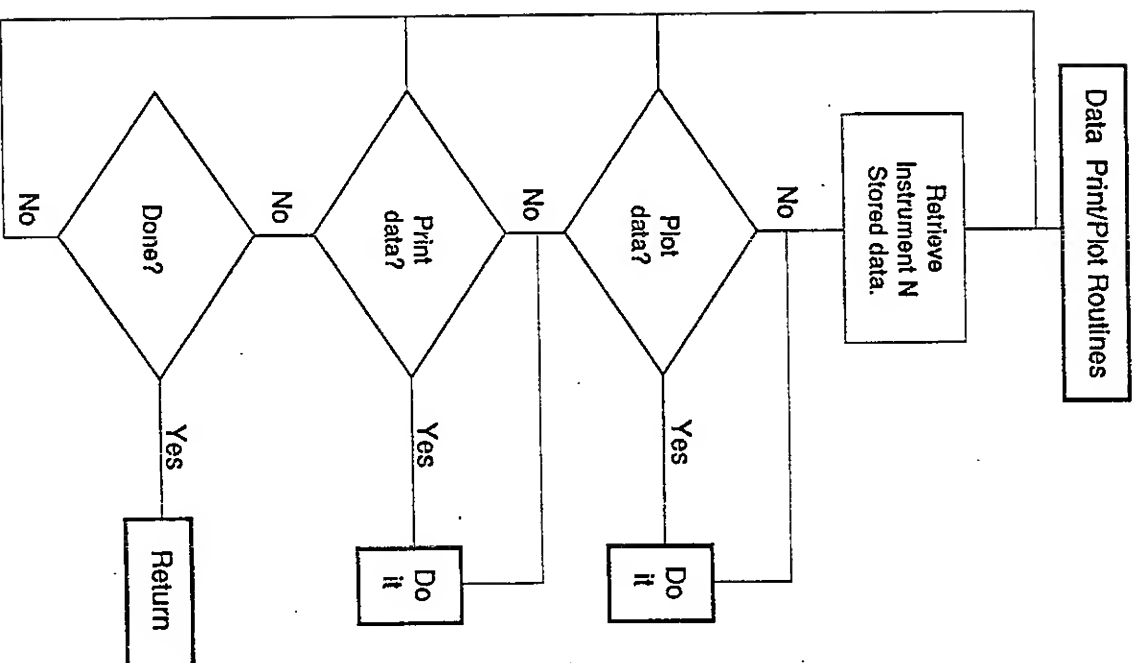 Data Print/Plot Routines
Retrieve
Instrument N
Stored data.
No
Plot
data?
Yes
Do
it
No
Print
data?
Yes
Do
it
No
Done?
Yes
Return
No